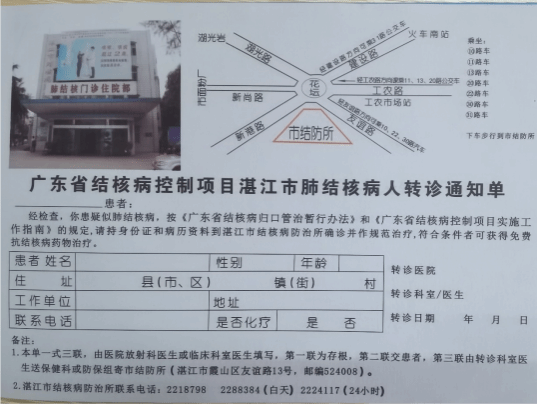 肺结核门诊住院部
湖光岩
湖光路
火车南站
建设路
花坛
工农路
工农市场站
新尚路
新港路
友谊路
市结防所
乘坐:
⑩路车
⑪路车
⑬路车
⑲路车
⑳路车
㉒路车
㉚路车
㉛路车
下车步行到市结防所
广东省结核病控制项目湛江市肺结核病人转诊通知单
患者:
经检查,你患疑似肺结核病,按《广东省结核病归口管治暂行办法》和《广东省结核病控制项目实施工
作指南》的规定,请持身份证和病历资料到湛江市结核病防治所确诊并作规范治疗,符合条件者可获得免费
抗结核病药物治疗。
患者姓名 性别 年龄
住 址 县(市、区) 镇(街) 村
工作单位 地址
联系电话 是否化疗 是 否
转诊医院
转诊科室/医生
转诊日期 年 月 日
备注:
1.本单一式三联,由医院放射科医生或临床科室医生填写,第一联为存根,第二联交患者,第三联由转诊科室医
生送保健科或防保组寄市结防所(湛江市霞山区友谊路13号,邮编524008)。
2.湛江市结核病防治所联系电话:2218798 2288384(白天) 2224117(24小时)